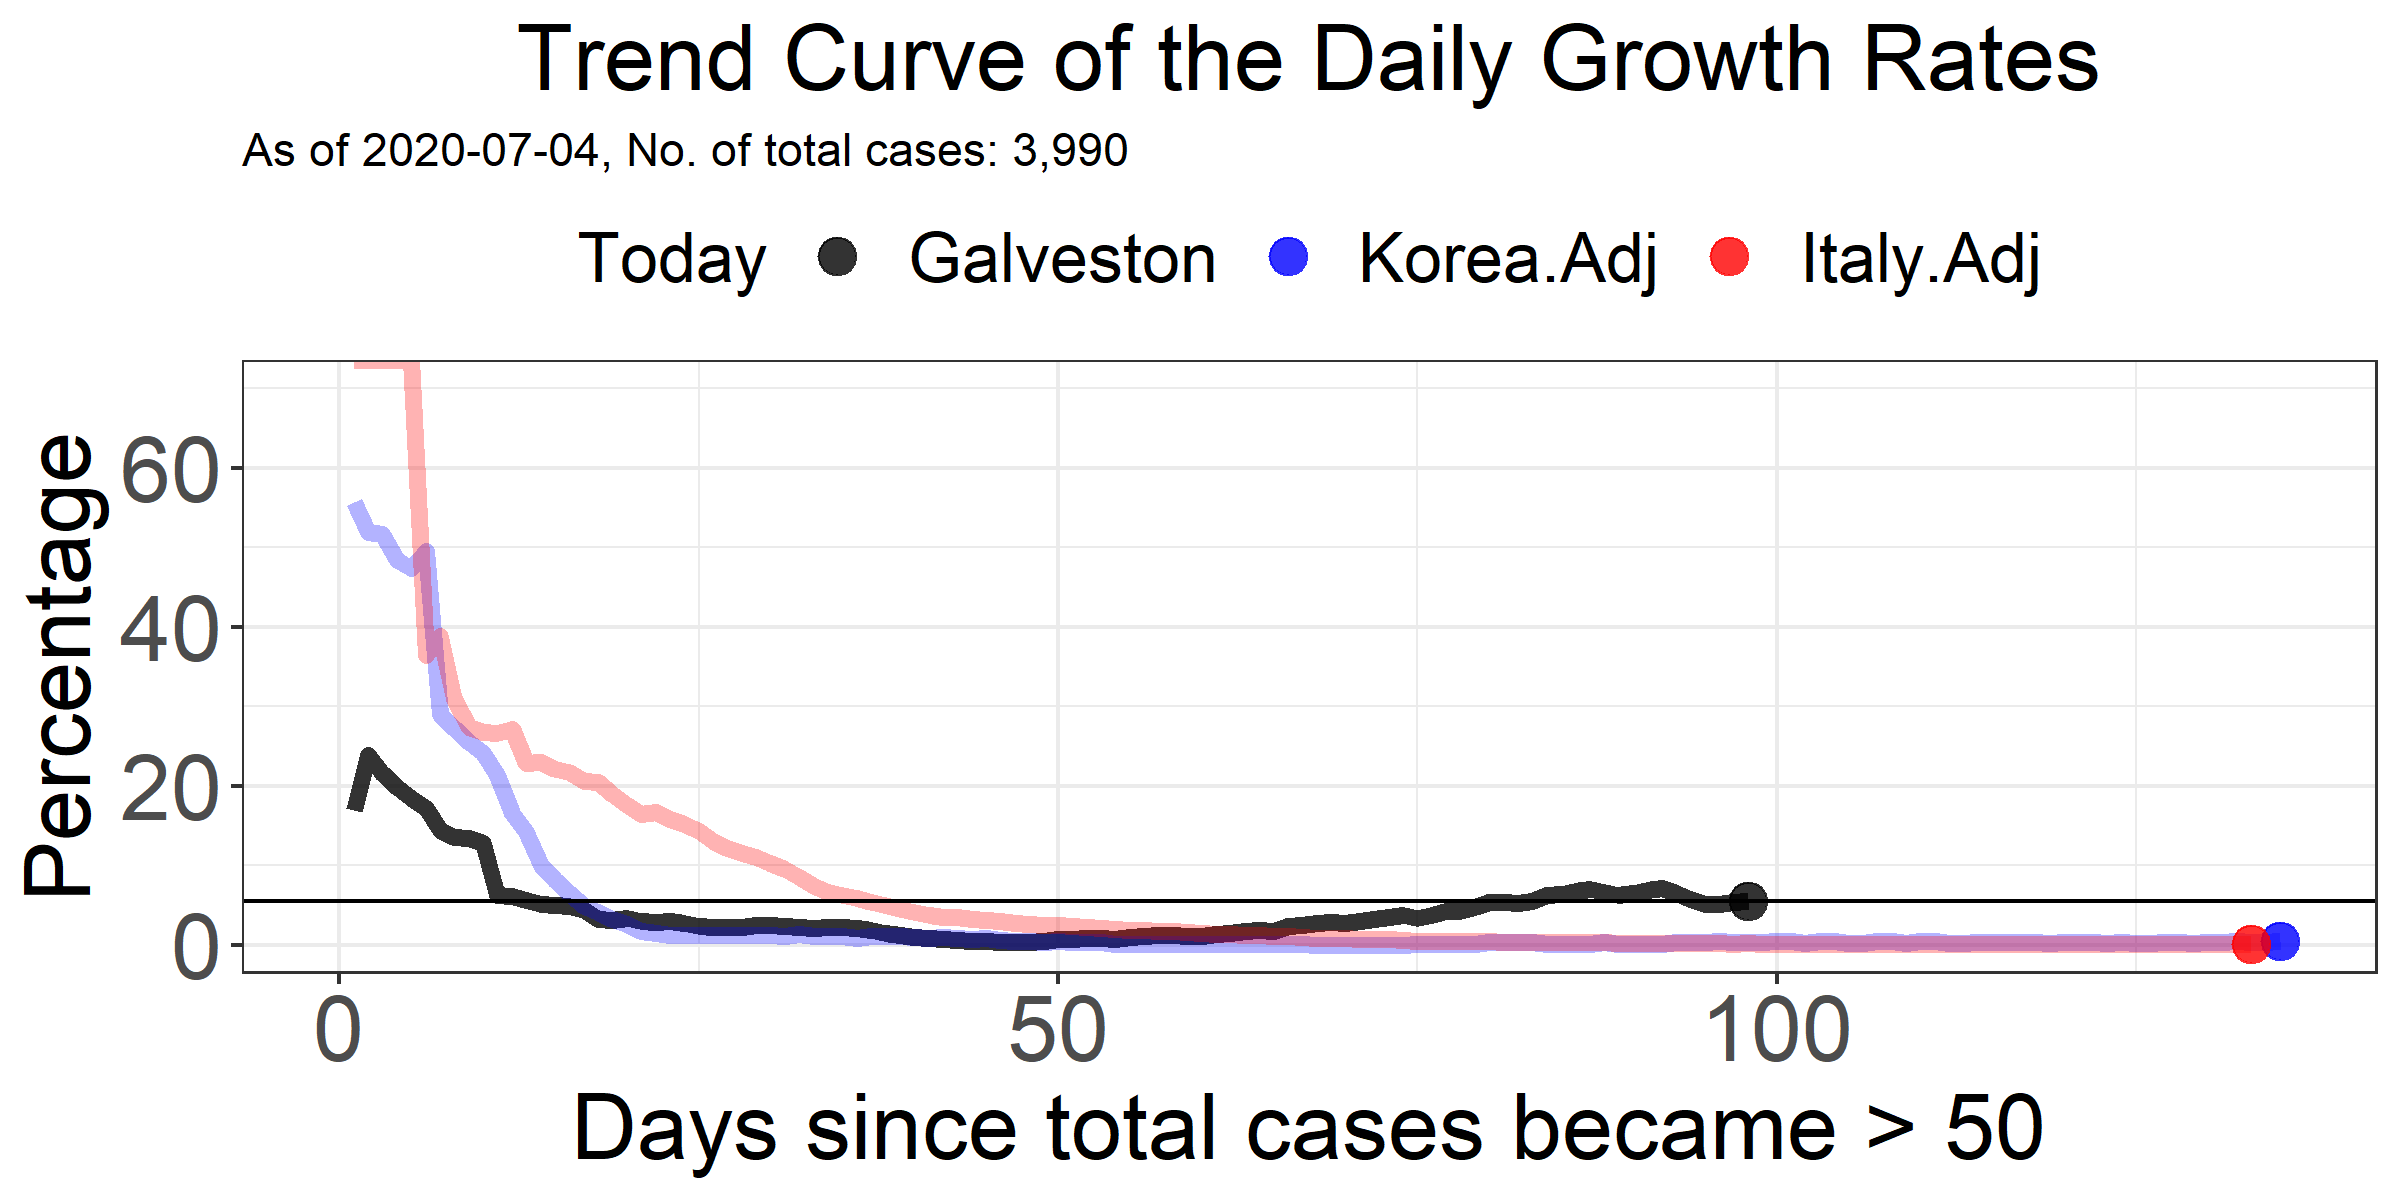 Trend Curve of the Daily Growth Rates
As of 2020-07-04, No. of total cases: 3,990
Today Galveston Korea.Adj Italy.Adj
Percentage
60
40
20
0
0 50 100
Days since total cases became > 50